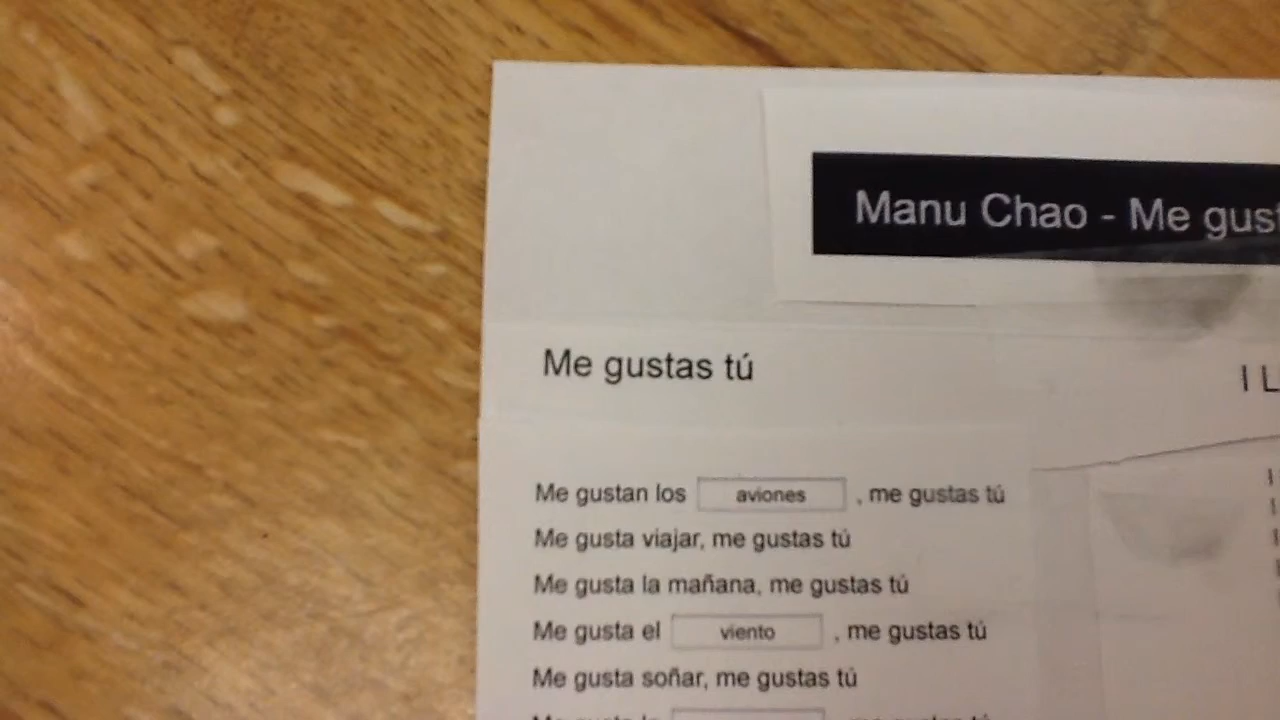 Manu Chao - Me
Me gustas tú
I
Me gustan los aviones , me gustas tú
Me gusta viajar, me gustas tú
Me gusta la mañana, me gustas tú
Me gusta el viento , me gustas tú
Me gusta soñar, me gustas tú